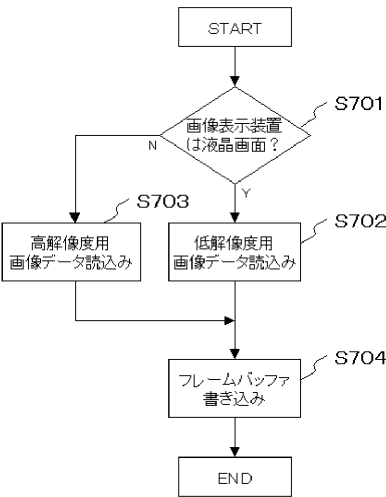 START
S701
画像表示装置
は液晶画面？
N
Y
S703
S702
高解像度用
画像データ読込み
低解像度用
画像データ読込み
S704
フレームバッファ
書き込み
END